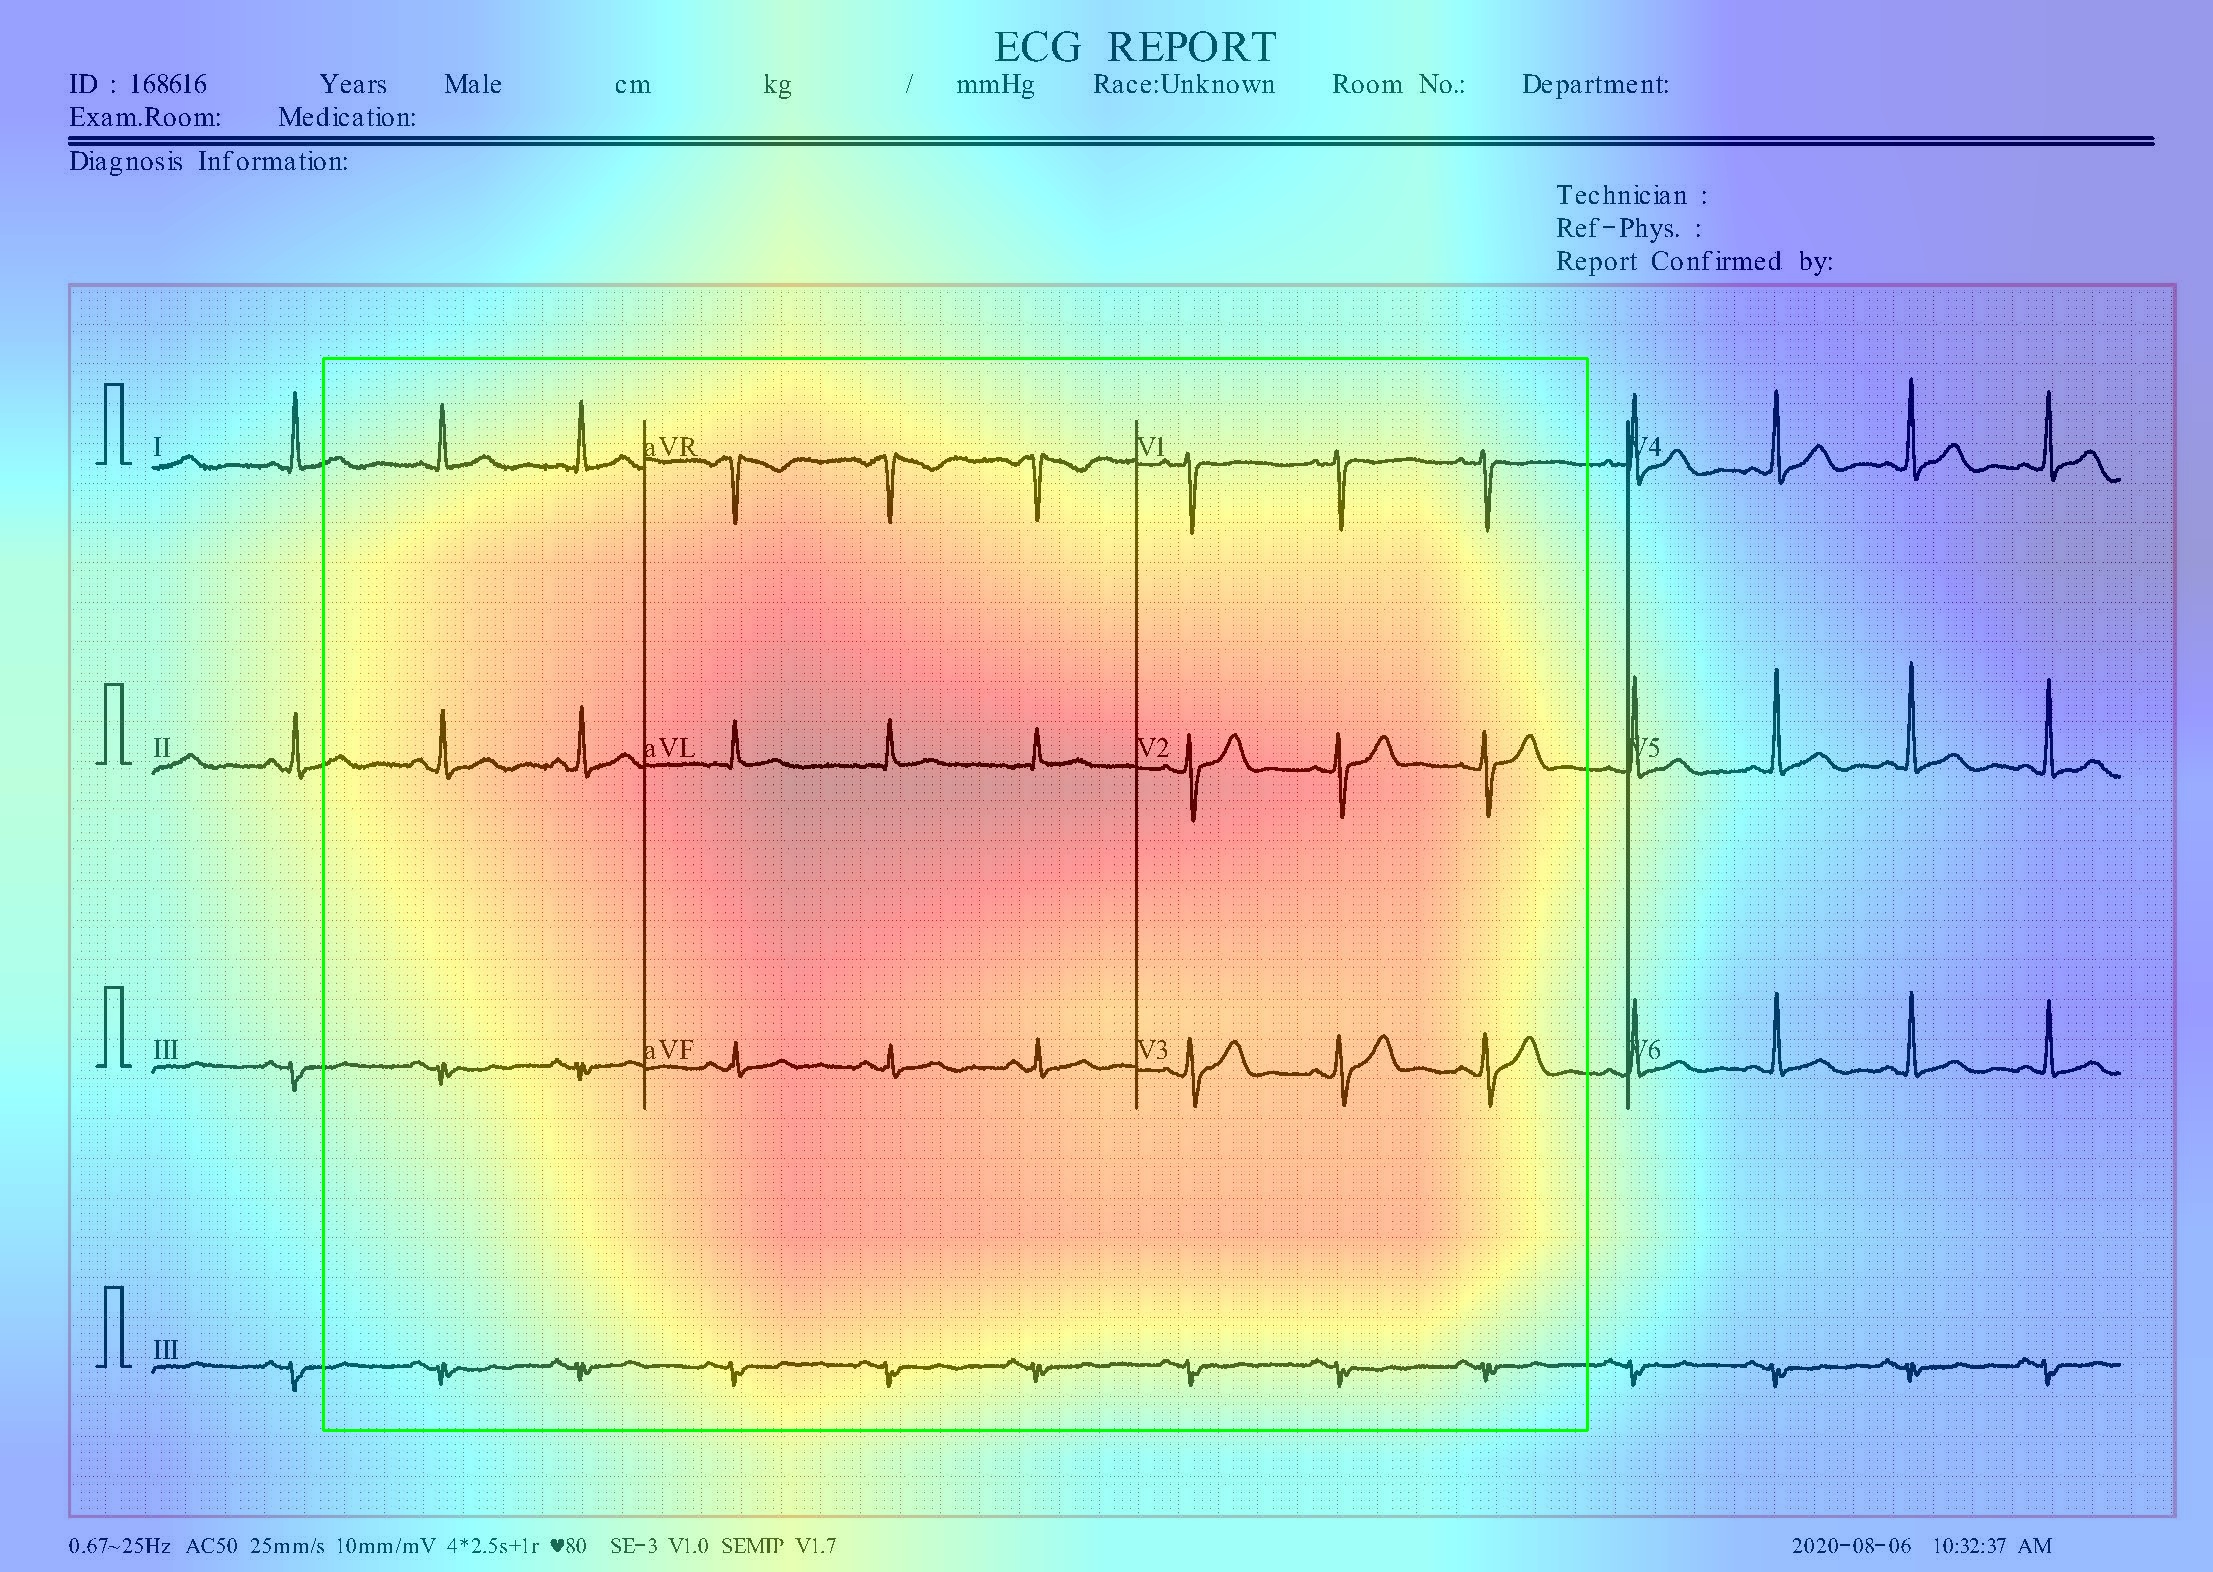 ECG REPORT
ID : 168616 Years Male cm kg / mmHg Race:Unknown Room No.: Department:
Exam.Room: Medication:
Diagnosis Information:
Technician :
Ref-Phys. :
Report Confirmed by:
I aVR V1 V4
II aVL V2 V5
III aVF V3 V6
III
0.67~25Hz AC50 25mm/s 10mm/mV 4*2.5s+1r ♥80 SE-3 V1.0 SEMIP V1.7 2020-08-06 10:32:37 AM